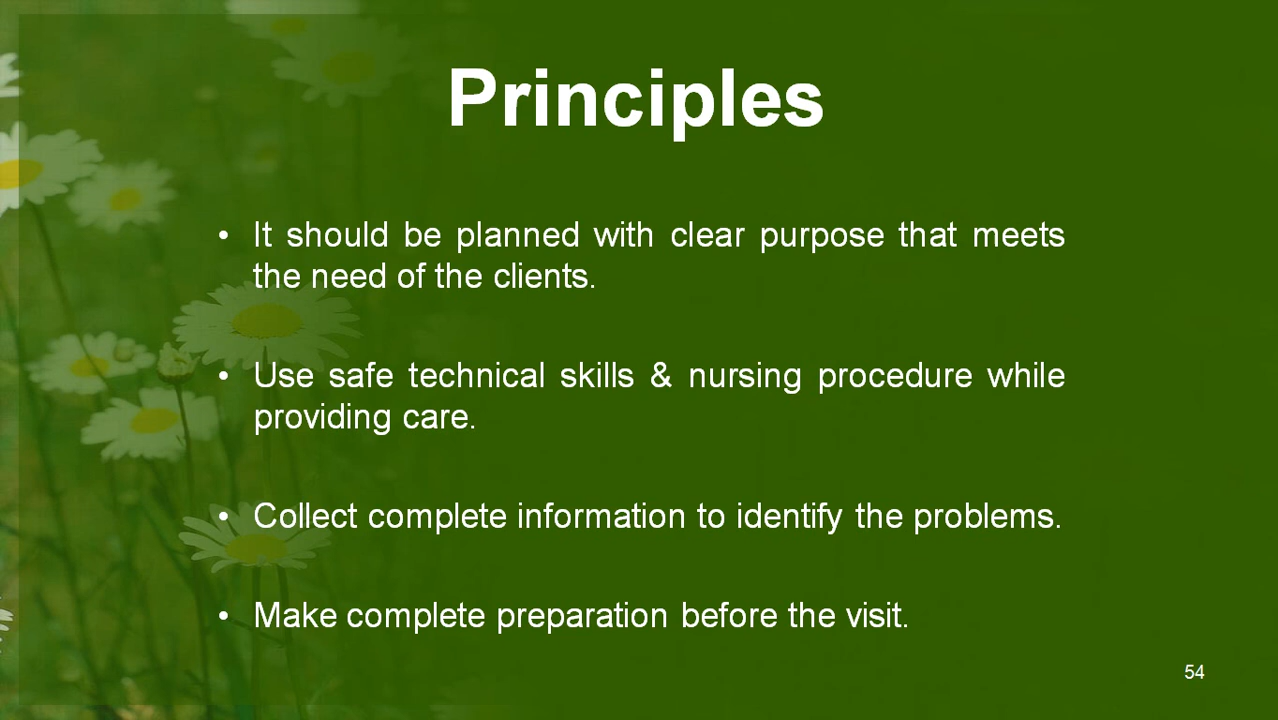 Principles
• It should be planned with clear purpose that meets
the need of the clients.
• Use safe technical skills & nursing procedure while
providing care.
• Collect complete information to identify the problems.
• Make complete preparation before the visit.
54